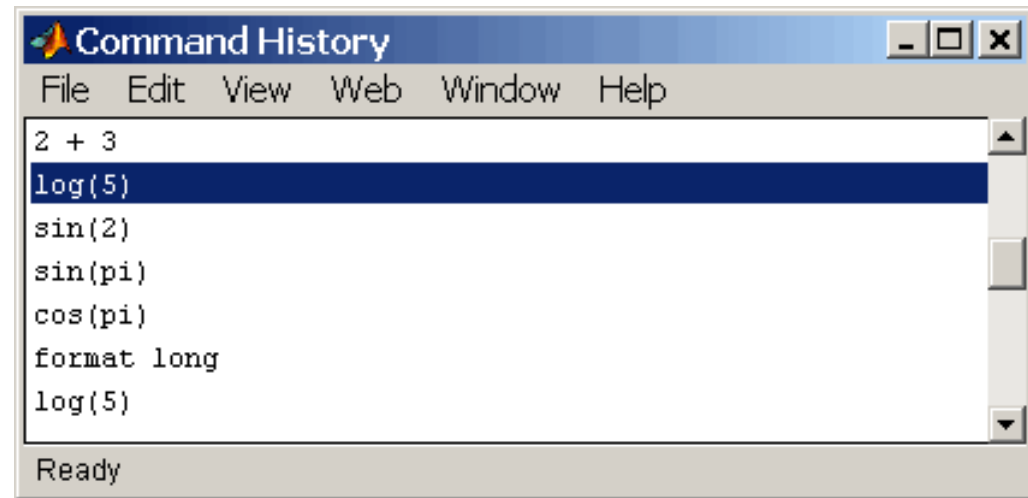 Command History
File Edit View Web Window Help
2 + 3
log(5)
sin(2)
sin(pi)
cos(pi)
format long
log(5)
Ready